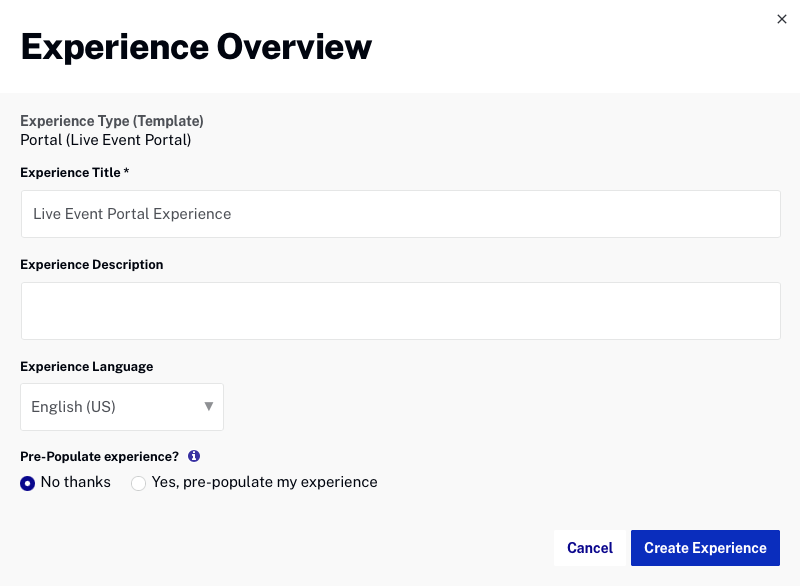 Experience Overview
Experience Type (Template)
Portal (Live Event Portal)
Experience Title *
Live Event Portal Experience
Experience Description
Experience Language
English (US)
Pre-Populate experience?
No thanks Yes, pre-populate my experience
Cancel Create Experience